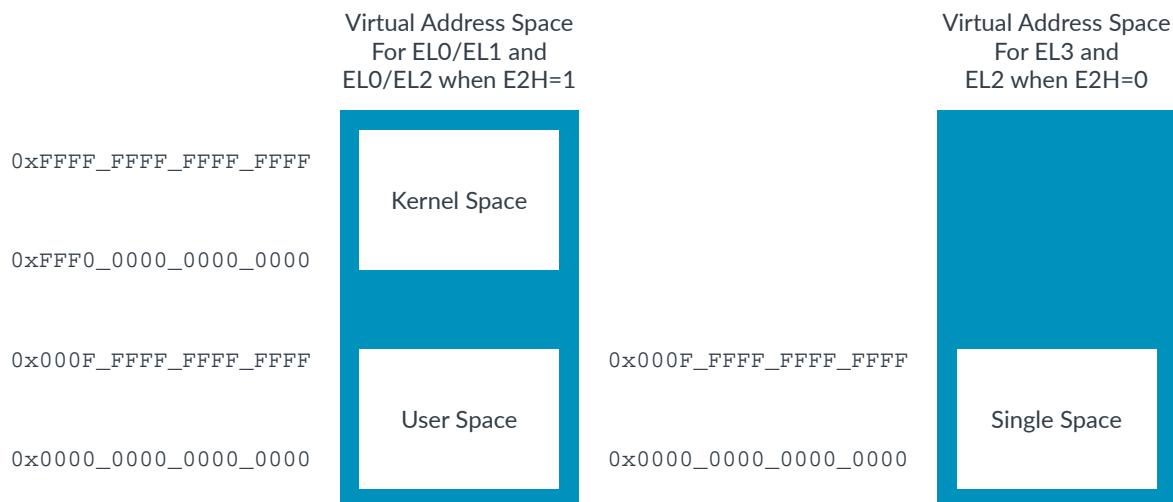 Virtual Address Space
For EL0/EL1 and
EL0/EL2 when E2H=1
0xFFFF_FFFF_FFFF_FFFF
Kernel Space
0xFFF0_0000_0000_0000
0x000F_FFFF_FFFF_FFFF
User Space
0x0000_0000_0000_0000
Virtual Address Space
For EL3 and
EL2 when E2H=0
0x000F_FFFF_FFFF_FFFF
Single Space
0x0000_0000_0000_0000